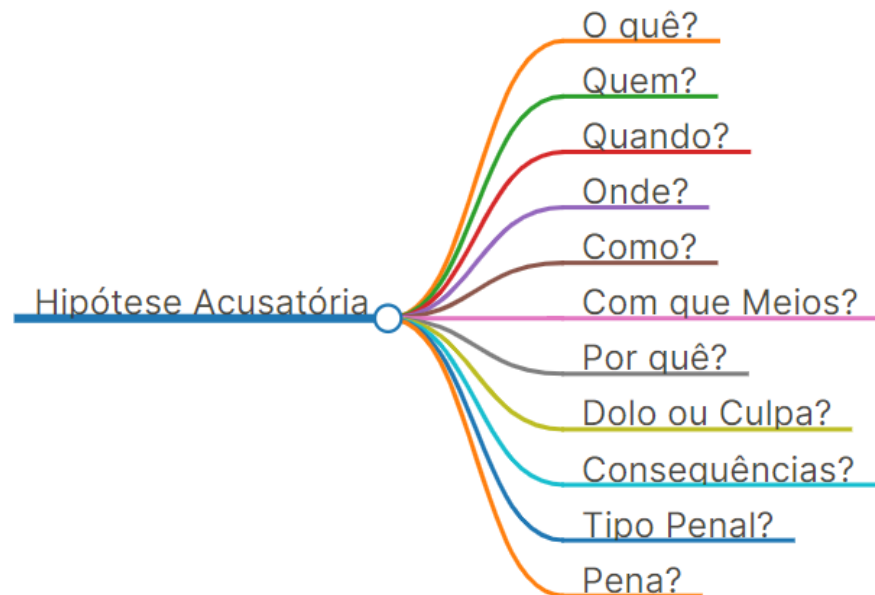 O quê?
Quem?
Quando?
Onde?
Como?
Hipótese Acusatória
Com que Meios?
Por quê?
Dolo ou Culpa?
Consequências?
Tipo Penal?
Pena?